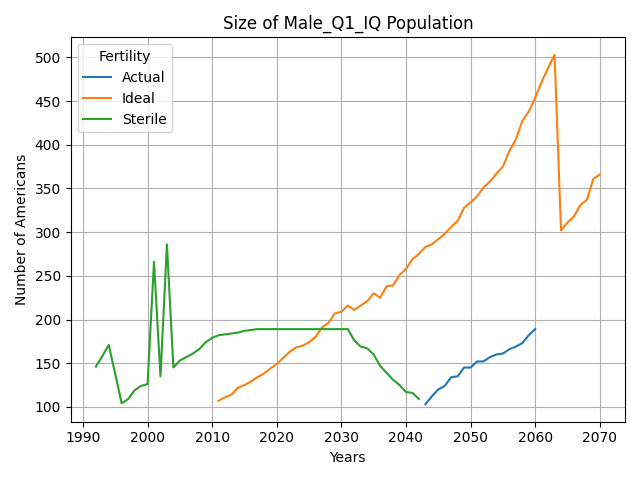 Size of Male_Q1_IQ Population
Fertility
Actual
Ideal
Sterile
Number of Americans
500
450
400
350
300
250
200
150
100
1990 2000 2010 2020 2030 2040 2050 2060 2070
Years